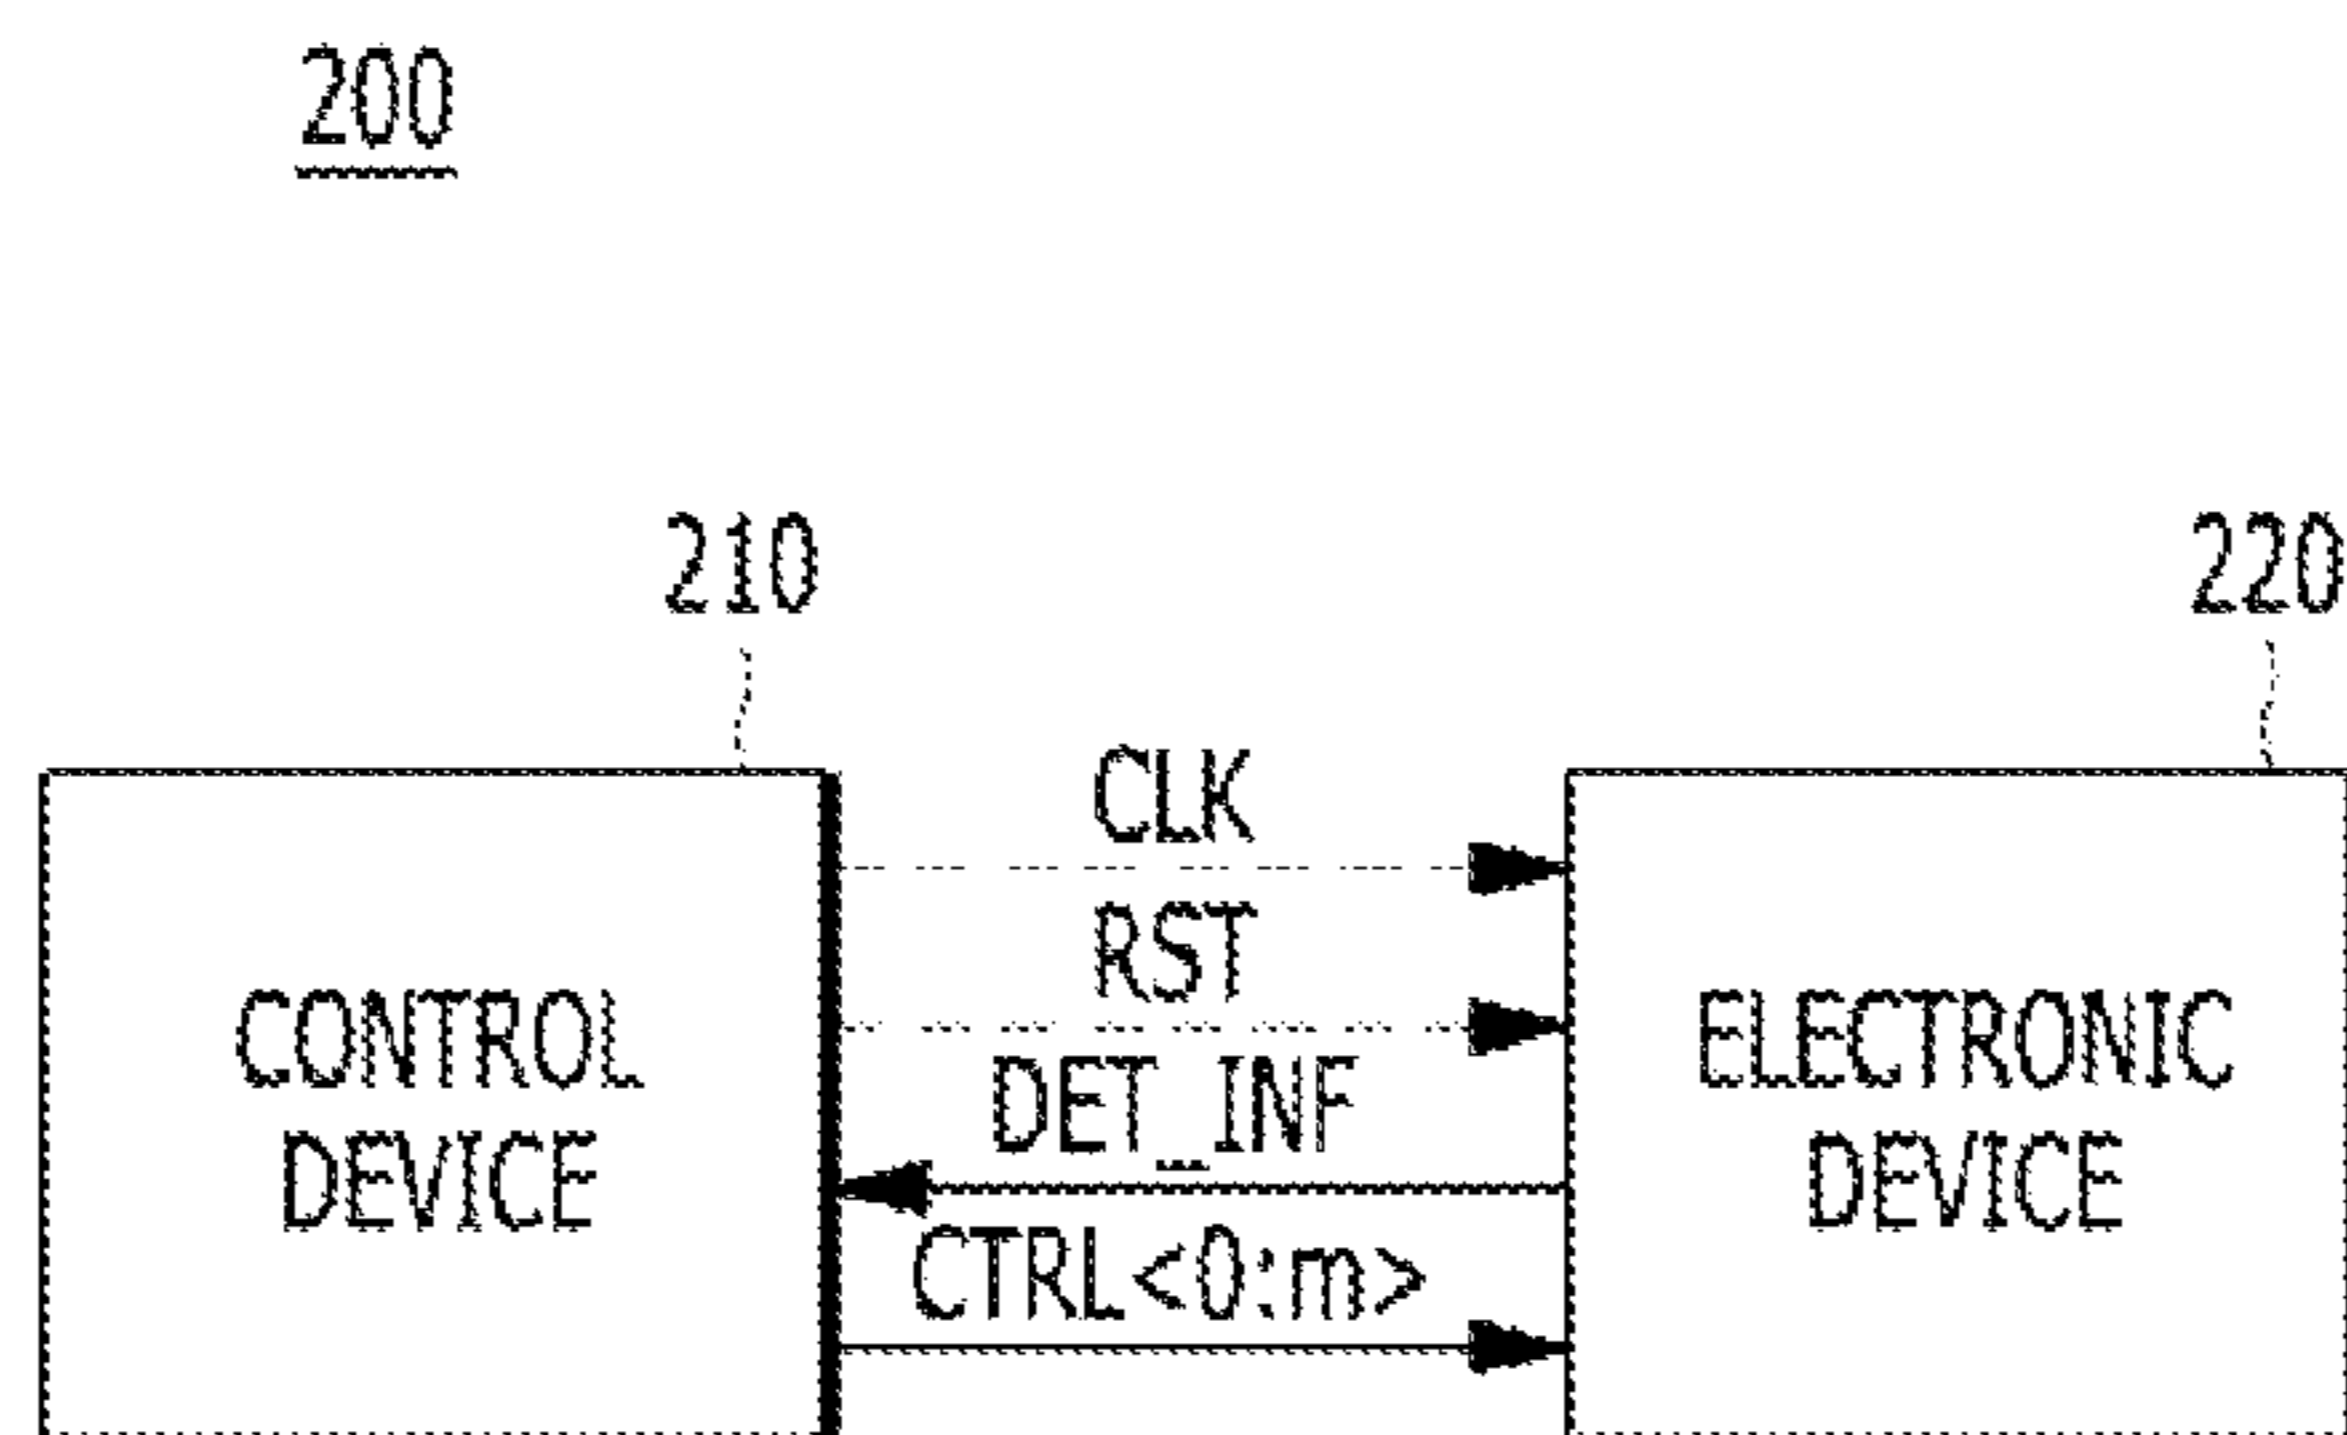 200
210
220
CLK
RST
CONTROL
DEVICE
DET_INF
CTRL<0:m>
ELECTRONIC
DEVICE